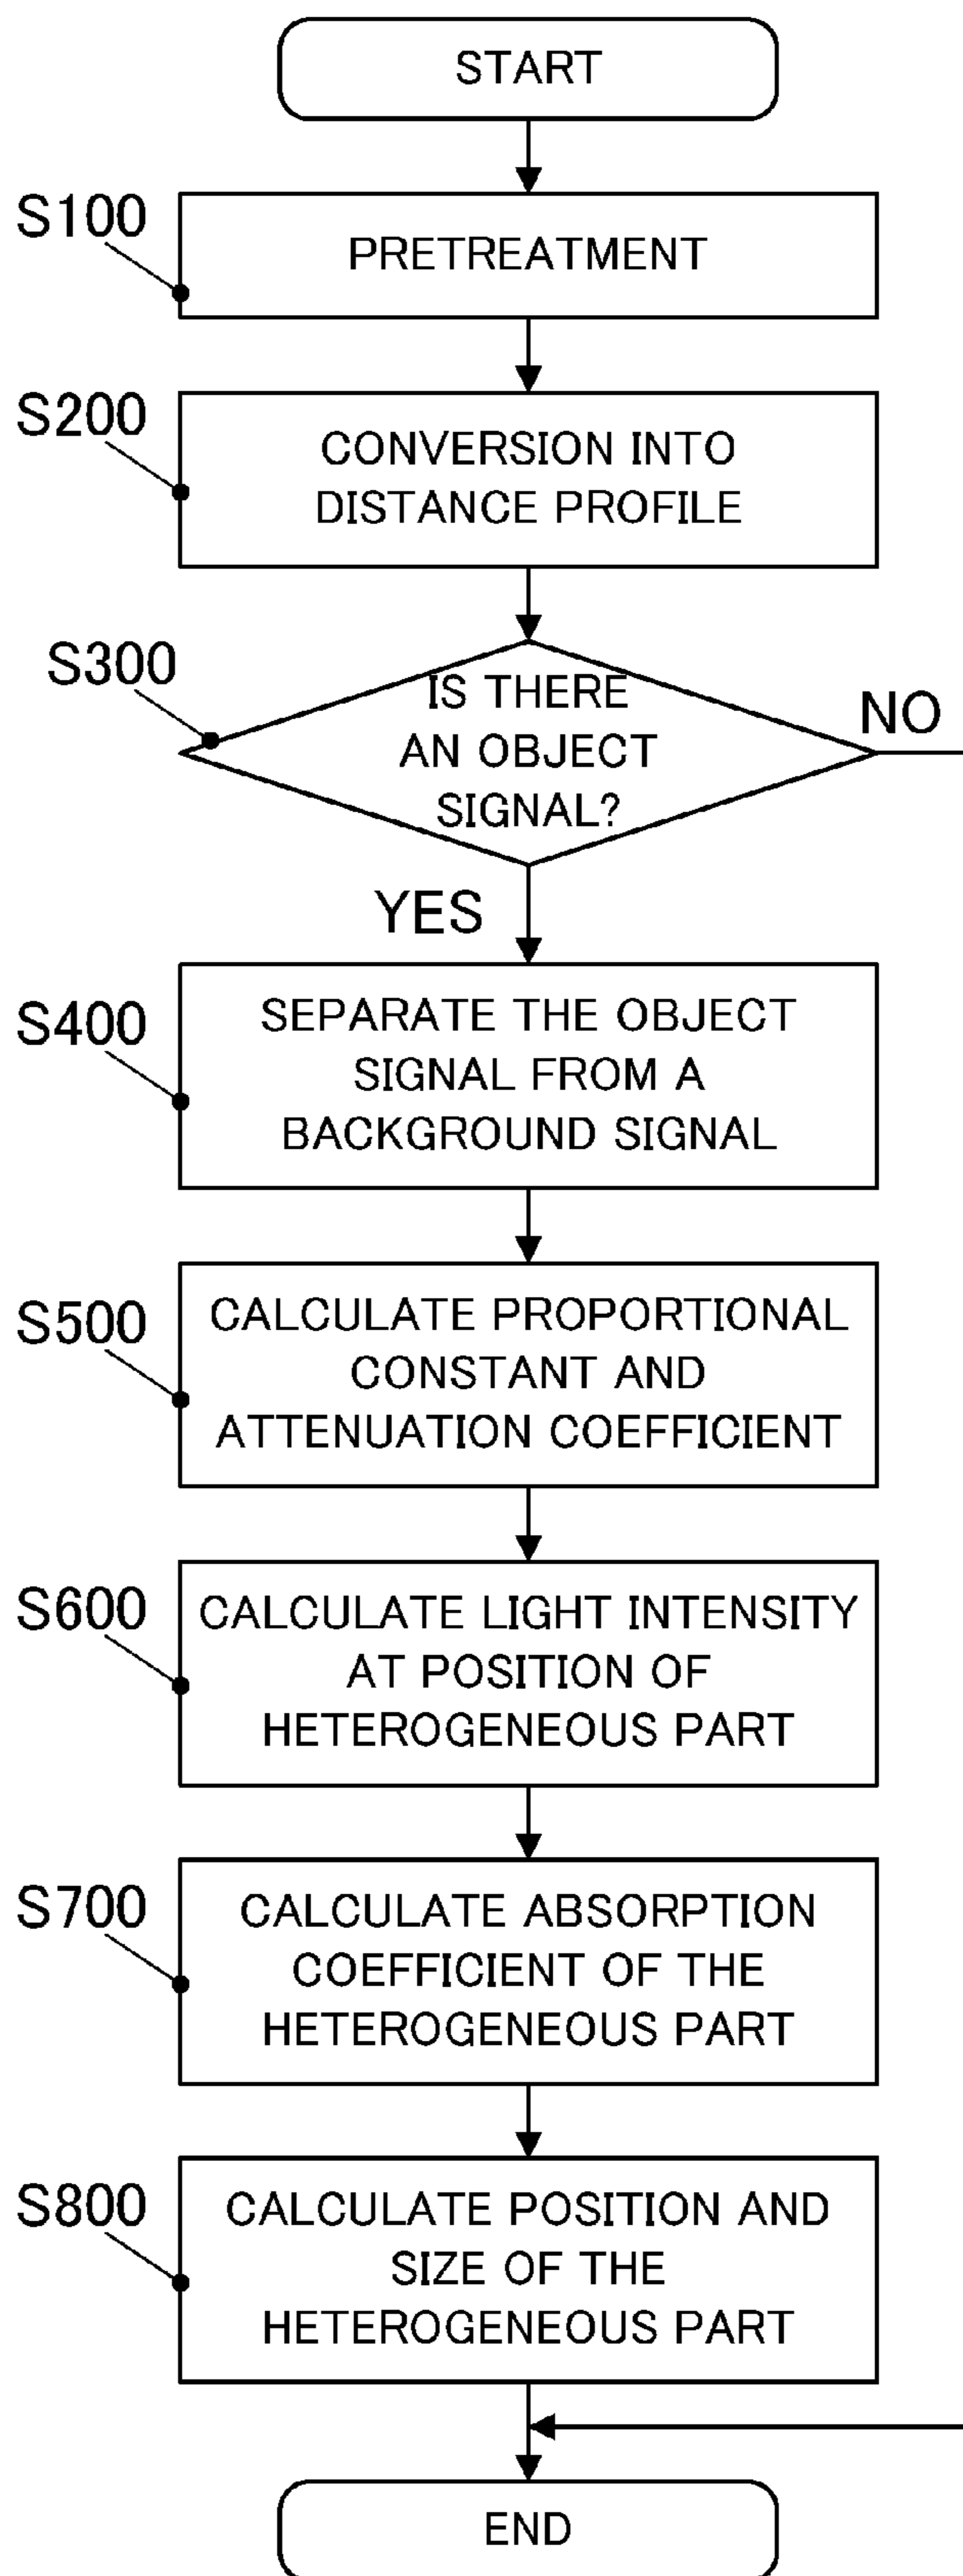 START
S100
PRETREATMENT
S200
CONVERSION INTO
DISTANCE PROFILE
S300
IS THERE
AN OBJECT
SIGNAL?
NO
YES
S400
SEPARATE THE OBJECT
SIGNAL FROM A
BACKGROUND SIGNAL
S500
CALCULATE PROPORTIONAL
CONSTANT AND
ATTENUATION COEFFICIENT
S600
CALCULATE LIGHT INTENSITY
AT POSITION OF
HETEROGENEOUS PART
S700
CALCULATE ABSORPTION
COEFFICIENT OF THE
HETEROGENEOUS PART
S800
CALCULATE POSITION AND
SIZE OF THE
HETEROGENEOUS PART
END